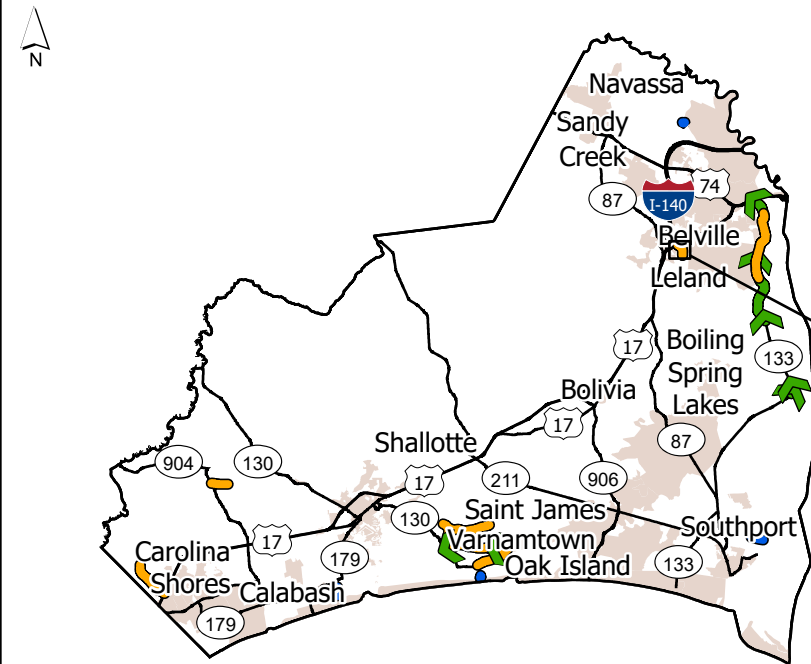 N
Navassa
Sandy
Creek
87
74
I-140
Belville
Leland
17
Boiling
Spring
Lakes
133
Bolivia
17
Shallotte
87
904
130
17
211
906
130
Saint James
17
Varnamtown
Southport
Carolina
Shores
179
Oak Island
133
Calabash
179